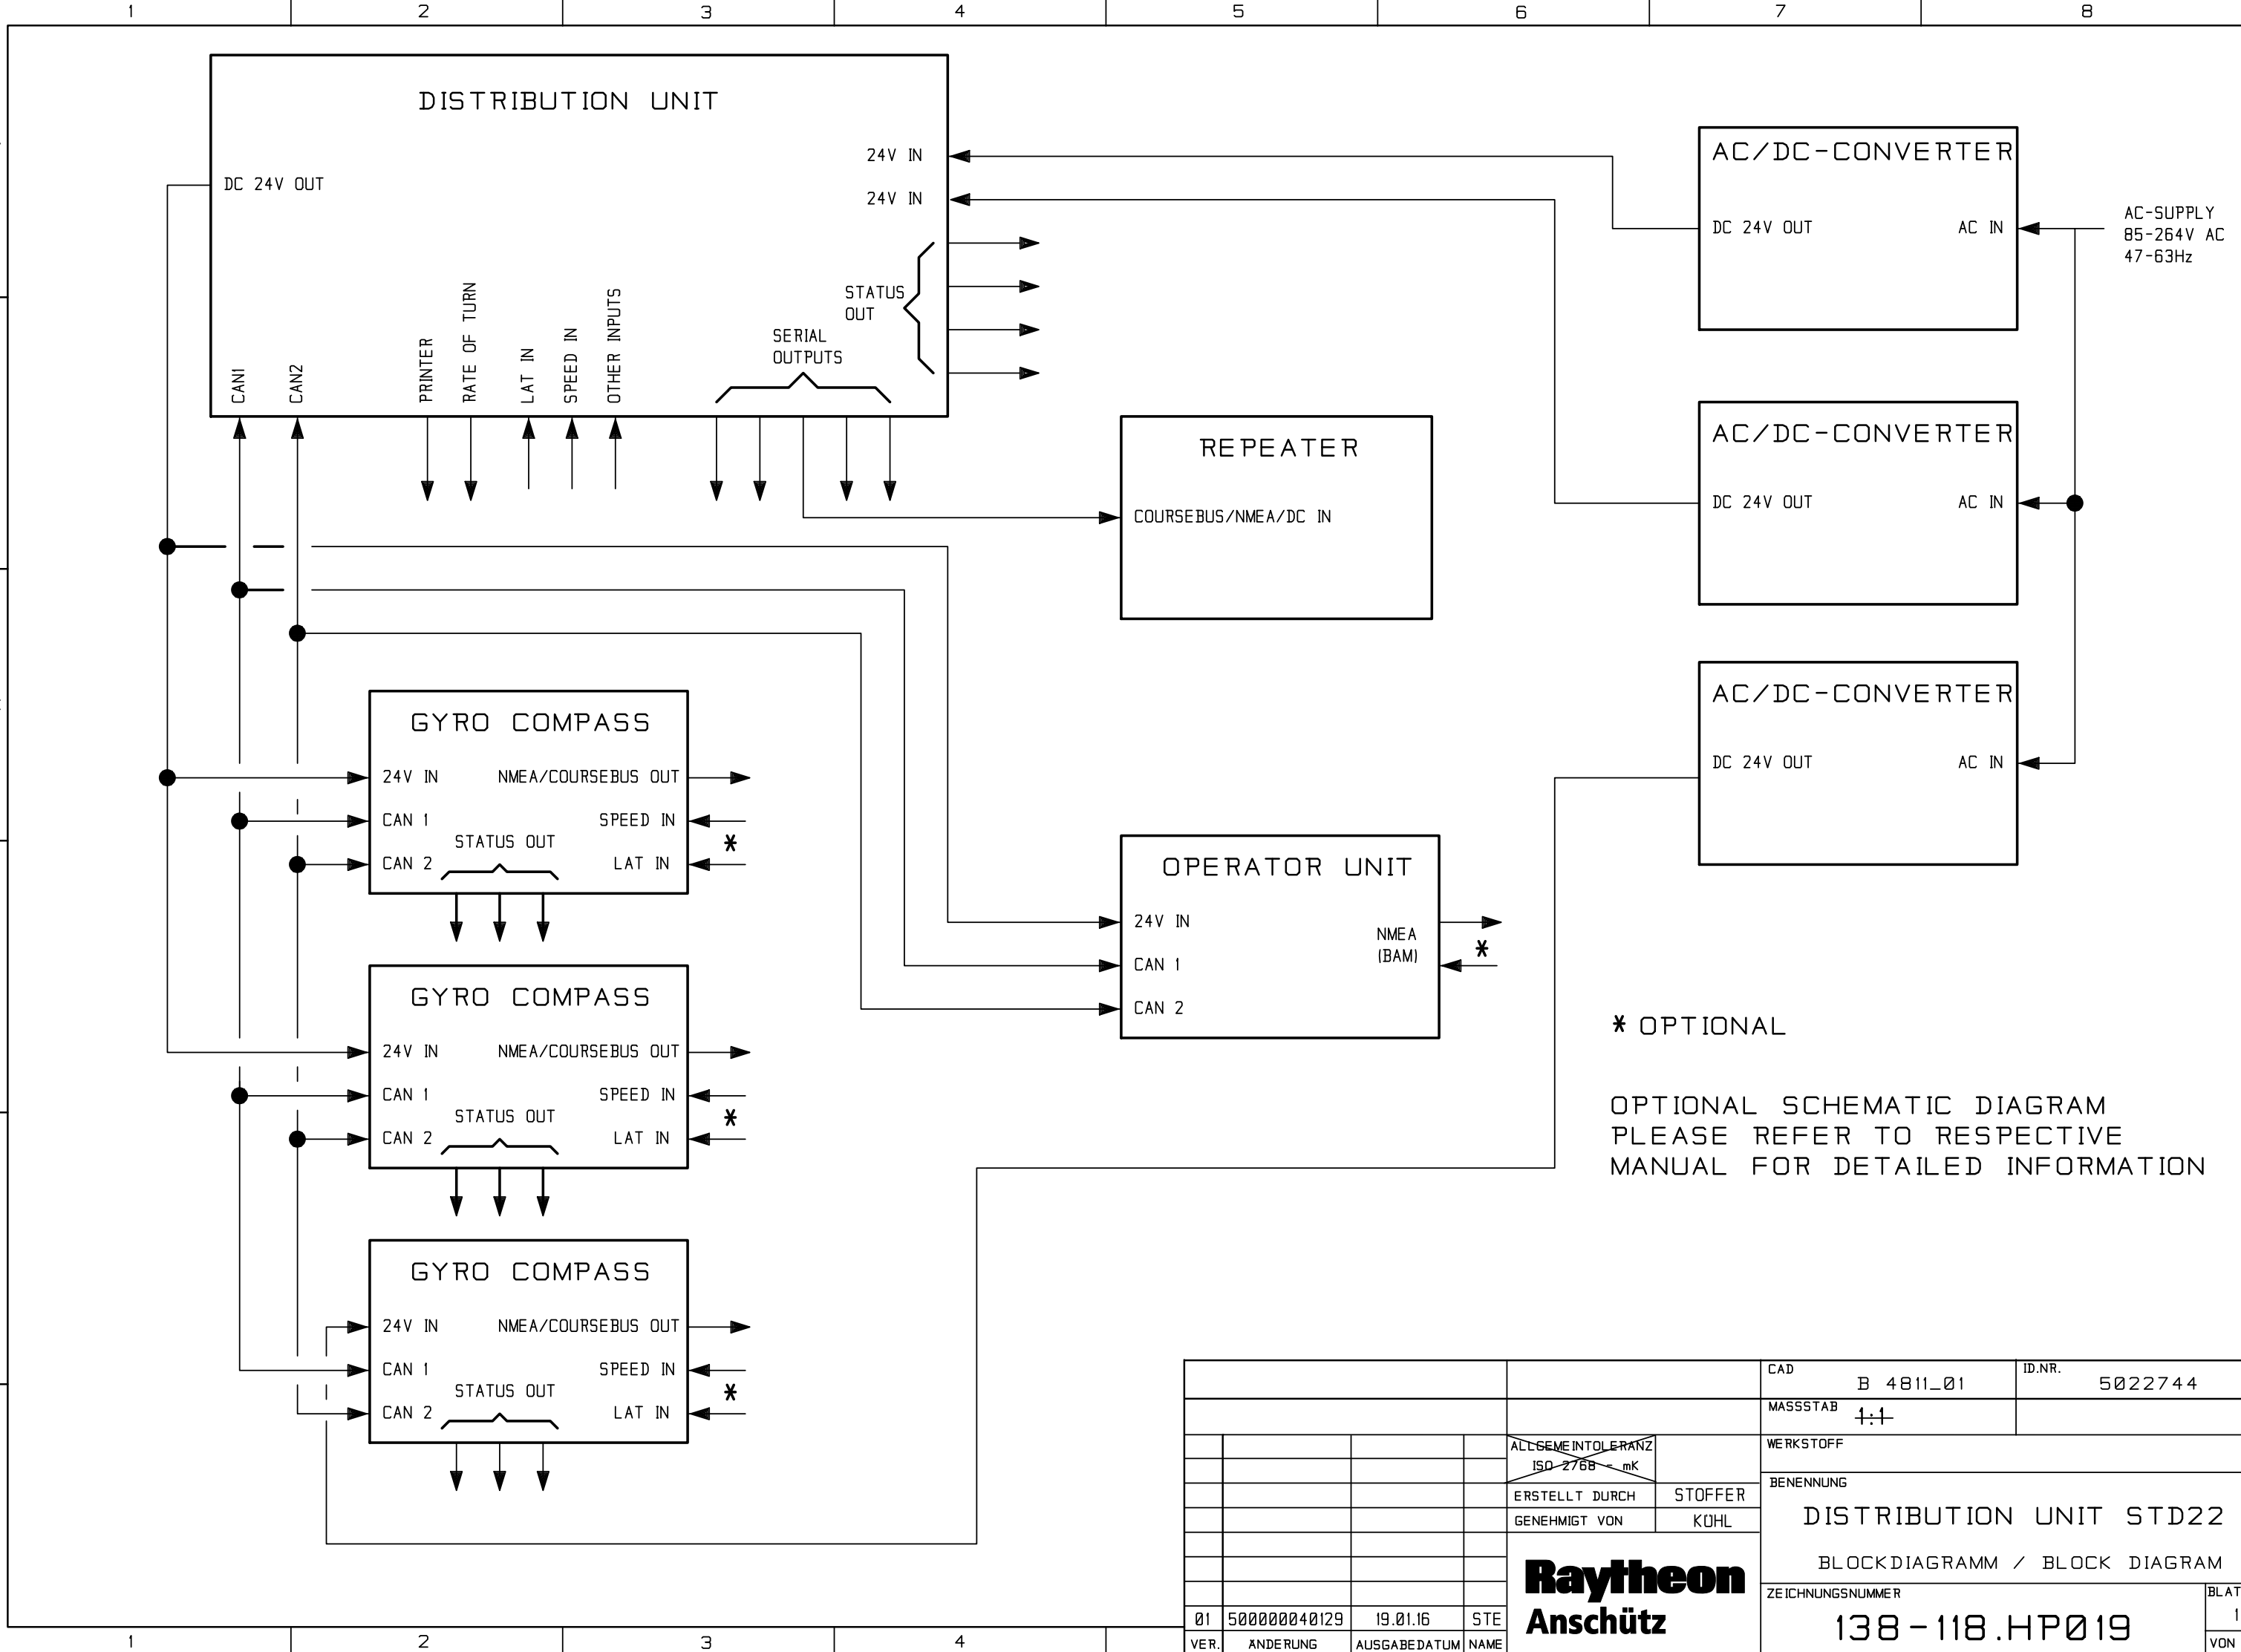 1 2 3 4 5 6 7 8
DISTRIBUTION UNIT
24V IN
DC 24V OUT
24V IN
STATUS
OUT
SERIAL
OUTPUTS
CAN1
CAN2
PRINTER
RATE OF TURN
LAT IN
SPEED IN
OTHER INPUTS
AC/DC-CONVERTER
DC 24V OUT AC IN
AC-SUPPLY
85-264V AC
47-63Hz
REPEATER
COURSEBUS/NMEA/DC IN
AC/DC-CONVERTER
DC 24V OUT AC IN
AC/DC-CONVERTER
DC 24V OUT AC IN
GYRO COMPASS
24V IN NMEA/COURSEBUS OUT
CAN 1 SPEED IN
STATUS OUT *
CAN 2 LAT IN
OPERATOR UNIT
24V IN
NMEA
(BAM) *
CAN 1
CAN 2
GYRO COMPASS
24V IN NMEA/COURSEBUS OUT
CAN 1 SPEED IN
STATUS OUT *
CAN 2 LAT IN
* OPTIONAL
OPTIONAL SCHEMATIC DIAGRAM
PLEASE REFER TO RESPECTIVE
MANUAL FOR DETAILED INFORMATION
GYRO COMPASS
24V IN NMEA/COURSEBUS OUT
CAN 1 SPEED IN
STATUS OUT *
CAN 2 LAT IN
CAD B 4811_01 ID.NR. 5022744
MASSSTAB 1:1
ALLGEMEINTOLERANZ
ISO 2768 - mK
WERKSTOFF
ERSTELLT DURCH STOFFER
GENEHMIGT VON KÜHL
BENENNUNG
DISTRIBUTION UNIT STD22
BLOCKDIAGRAMM / BLOCK DIAGRAM
Raytheon
Anschütz
ZEICHNUNGSNUMMER
138-118.HP019
BLAT
1
VON
01 500000040129 19.01.16 STE
VER. ÄNDERUNG AUSGABEDATUM NAME
1 2 3 4